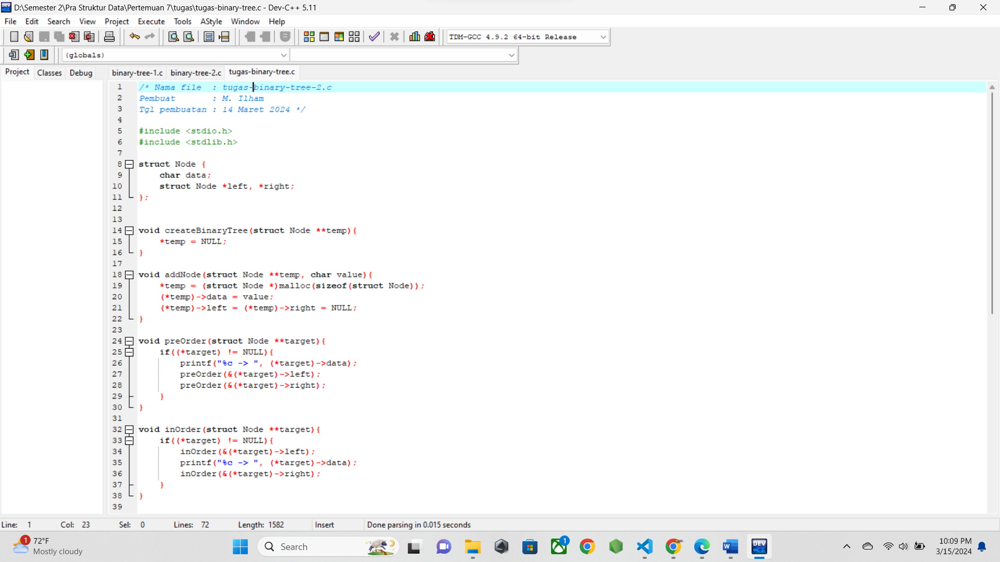 D:\Semester 2\Pra Struktur Data\Pertemuan 7\tugas\tugas-binary-tree.c - Dev-C++ 5.11
File Edit Search View Project Execute Tools AStyle Window Help
TDM-GCC 4.9.2 64-bit Release
(globals)
Project Classes Debug binary-tree-1.c binary-tree-2.c tugas-binary-tree.c
1 /* Nama file  : tugas-binary-tree-2.c
2 Pembuat       : M. Ilham
3 Tgl pembuatan : 14 Maret 2024 */
4
5 #include <stdio.h>
6 #include <stdlib.h>
7
8 struct Node {
9     char data;
10     struct Node *left, *right;
11 };
12
13
14 void createBinaryTree(struct Node **temp){
15     *temp = NULL;
16 }
17
18 void addNode(struct Node **temp, char value){
19     *temp = (struct Node *)malloc(sizeof(struct Node));
20     (*temp)->data = value;
21     (*temp)->left = (*temp)->right = NULL;
22 }
23
24 void preOrder(struct Node **target){
25     if((*target) != NULL){
26         printf("%c -> ", (*target)->data);
27         preOrder(&(*target)->left);
28         preOrder(&(*target)->right);
29     }
30 }
31
32 void inOrder(struct Node **target){
33     if((*target) != NULL){
34         inOrder(&(*target)->left);
35         printf("%c -> ", (*target)->data);
36         inOrder(&(*target)->right);
37     }
38 }
39
Line: 1 Col: 23 Sel: 0 Lines: 72 Length: 1582 Insert Done parsing in 0.015 seconds
1 72°F
Mostly cloudy
Search
1
DEV
C++
10:09 PM
3/15/2024